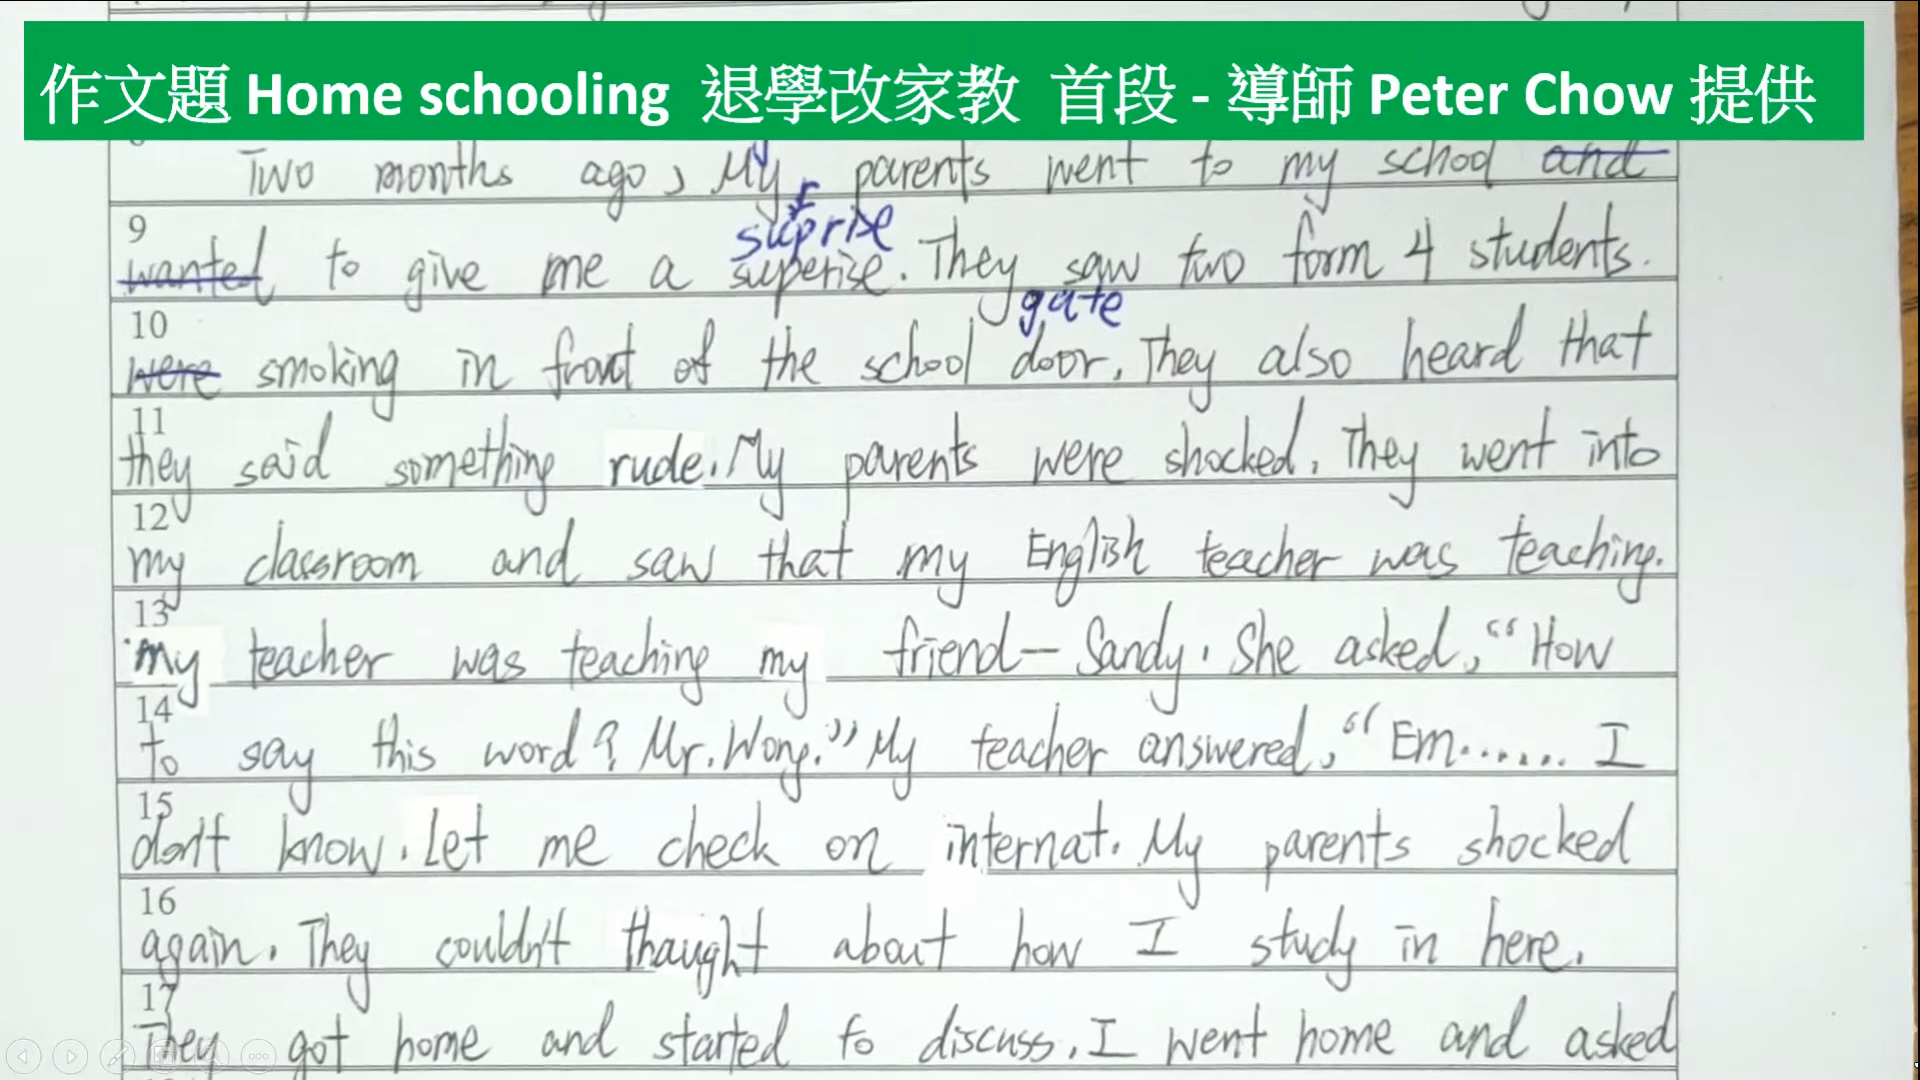 作文題 Home schooling 退學改家教 首段 - 導師 Peter Chow 提供
Two months ago, My parents went to my school and
r
suprise
9
wanted to give me a superise. They saw two form 4 students.
gate
10
were smoking in front of the school door. They also heard that
11
they said something rude. My parents were shocked. They went into
12
my classroom and saw that my English teacher was teaching.
13
my teacher was teaching my friend— Sandy. She asked, "How
14
to say this word? Mr. Wong." My teacher answered, "Em...... I
15
don't know. Let me check on internat. My parents shocked
16
again. They couldn't thaught about how I study in here.
17
They got home and started to discuss. I went home and asked